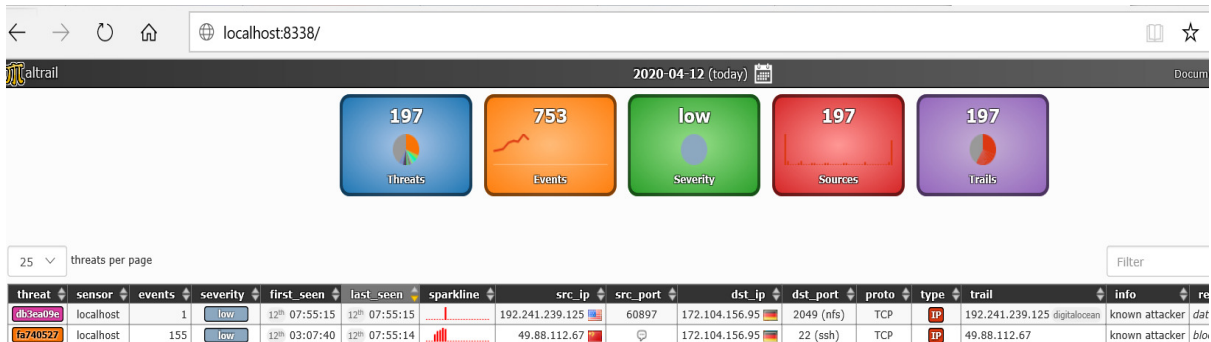 localhost:8338/
altrail 2020-04-12 (today) Docum
197 753 low 197 197
Threats Events Severity Sources Trails
25 threats per page Filter
threat sensor events severity first_seen last_seen sparkline src_ip src_port dst_ip dst_port proto type trail info re
db3ea09e localhost 1 low 12th 07:55:15 12th 07:55:15 192.241.239.125 60897 172.104.156.95 2049 (nfs) TCP IP 192.241.239.125 digitalocean known attacker dat
fa740527 localhost 155 low 12th 03:07:40 12th 07:55:14 49.88.112.67 172.104.156.95 22 (ssh) TCP IP 49.88.112.67 known attacker bloc